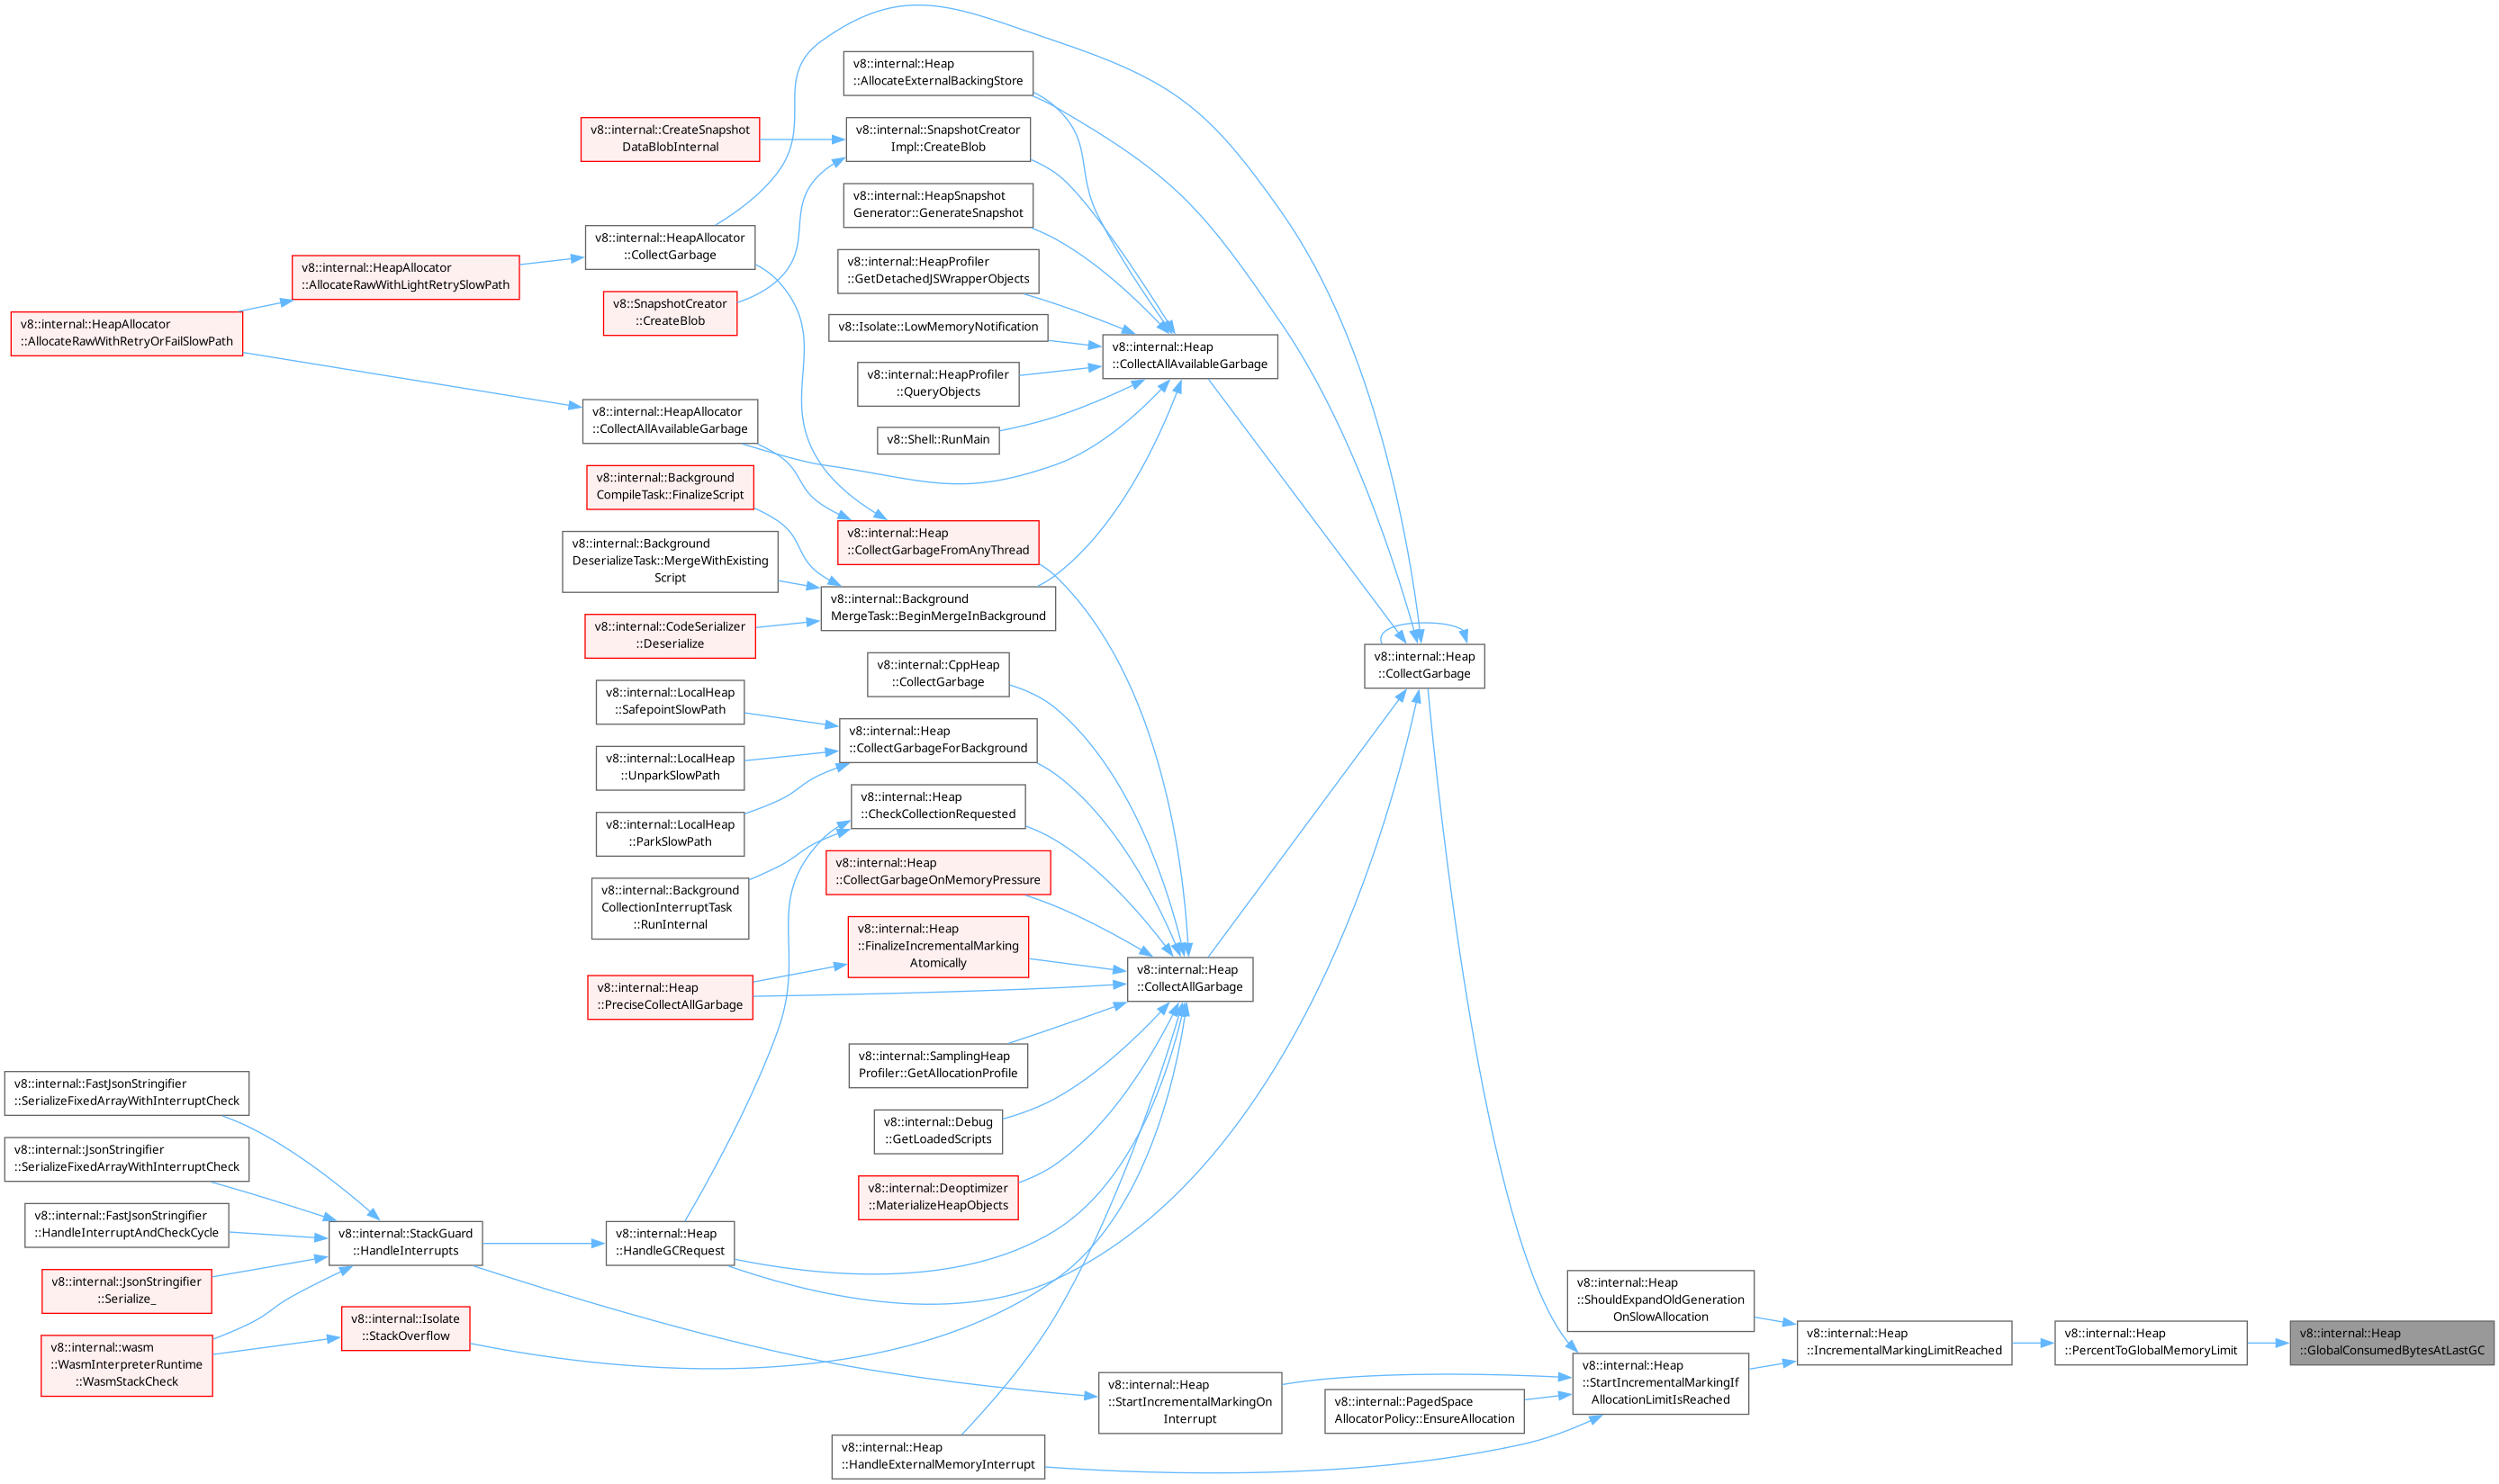 v8::internal::Heap
::AllocateExternalBackingStore
v8::internal::CreateSnapshot
DataBlobInternal
v8::internal::SnapshotCreator
Impl::CreateBlob
v8::internal::HeapSnapshot
Generator::GenerateSnapshot
v8::internal::HeapAllocator
::CollectGarbage
v8::internal::HeapProfiler
::GetDetachedJSWrapperObjects
v8::internal::HeapAllocator
::AllocateRawWithLightRetrySlowPath
v8::SnapshotCreator
::CreateBlob
v8::internal::HeapAllocator
::AllocateRawWithRetryOrFailSlowPath
v8::Isolate::LowMemoryNotification
v8::internal::Heap
::CollectAllAvailableGarbage
v8::internal::HeapProfiler
::QueryObjects
v8::internal::HeapAllocator
::CollectAllAvailableGarbage
v8::Shell::RunMain
v8::internal::Background
CompileTask::FinalizeScript
v8::internal::Heap
::CollectGarbageFromAnyThread
v8::internal::Background
DeserializeTask::MergeWithExisting
Script
v8::internal::Background
MergeTask::BeginMergeInBackground
v8::internal::CodeSerializer
::Deserialize
v8::internal::Heap
::CollectGarbage
v8::internal::CppHeap
::CollectGarbage
v8::internal::LocalHeap
::SafepointSlowPath
v8::internal::Heap
::CollectGarbageForBackground
v8::internal::LocalHeap
::UnparkSlowPath
v8::internal::Heap
::CheckCollectionRequested
v8::internal::LocalHeap
::ParkSlowPath
v8::internal::Heap
::CollectGarbageOnMemoryPressure
v8::internal::Background
CollectionInterruptTask
::RunInternal
v8::internal::Heap
::FinalizeIncrementalMarking
Atomically
v8::internal::Heap
::CollectAllGarbage
v8::internal::Heap
::PreciseCollectAllGarbage
v8::internal::SamplingHeap
Profiler::GetAllocationProfile
v8::internal::FastJsonStringifier
::SerializeFixedArrayWithInterruptCheck
v8::internal::Debug
::GetLoadedScripts
v8::internal::JsonStringifier
::SerializeFixedArrayWithInterruptCheck
v8::internal::Deoptimizer
::MaterializeHeapObjects
v8::internal::FastJsonStringifier
::HandleInterruptAndCheckCycle
v8::internal::StackGuard
::HandleInterrupts
v8::internal::Heap
::HandleGCRequest
v8::internal::JsonStringifier
::Serialize_
v8::internal::Heap
::ShouldExpandOldGeneration
OnSlowAllocation
v8::internal::Isolate
::StackOverflow
v8::internal::wasm
::WasmInterpreterRuntime
::WasmStackCheck
v8::internal::Heap
::IncrementalMarkingLimitReached
v8::internal::Heap
::PercentToGlobalMemoryLimit
v8::internal::Heap
::GlobalConsumedBytesAtLastGC
v8::internal::Heap
::StartIncrementalMarkingIf
AllocationLimitIsReached
v8::internal::Heap
::StartIncrementalMarkingOn
Interrupt
v8::internal::PagedSpace
AllocatorPolicy::EnsureAllocation
v8::internal::Heap
::HandleExternalMemoryInterrupt